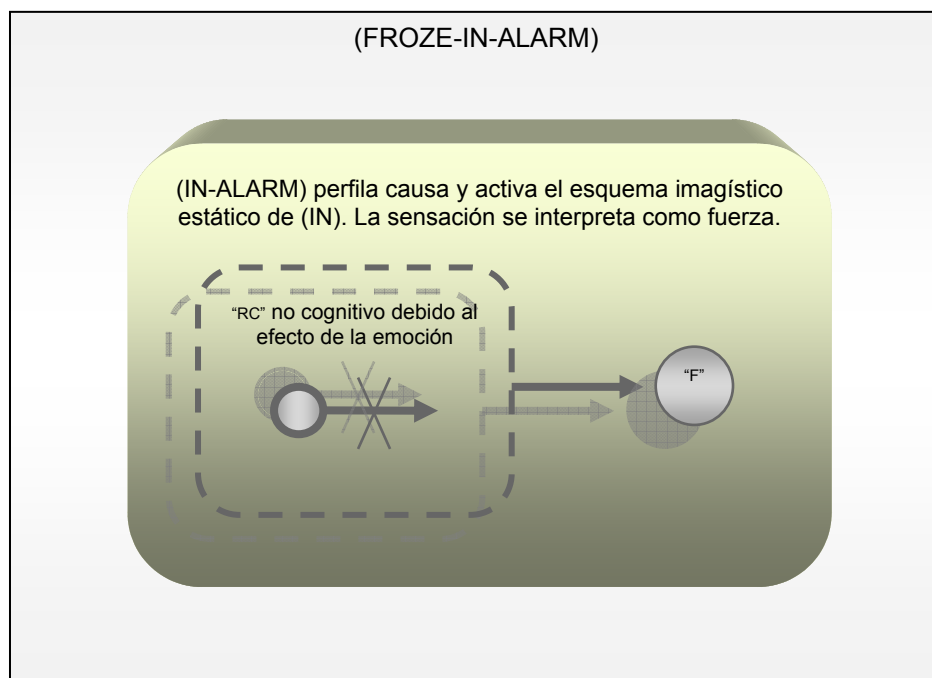 (FROZE-IN-ALARM)
(IN-ALARM) perfila causa y activa el esquema imagístico
estático de (IN). La sensación se interpreta como fuerza.
“RC” no cognitivo debido al
efecto de la emoción
“F”